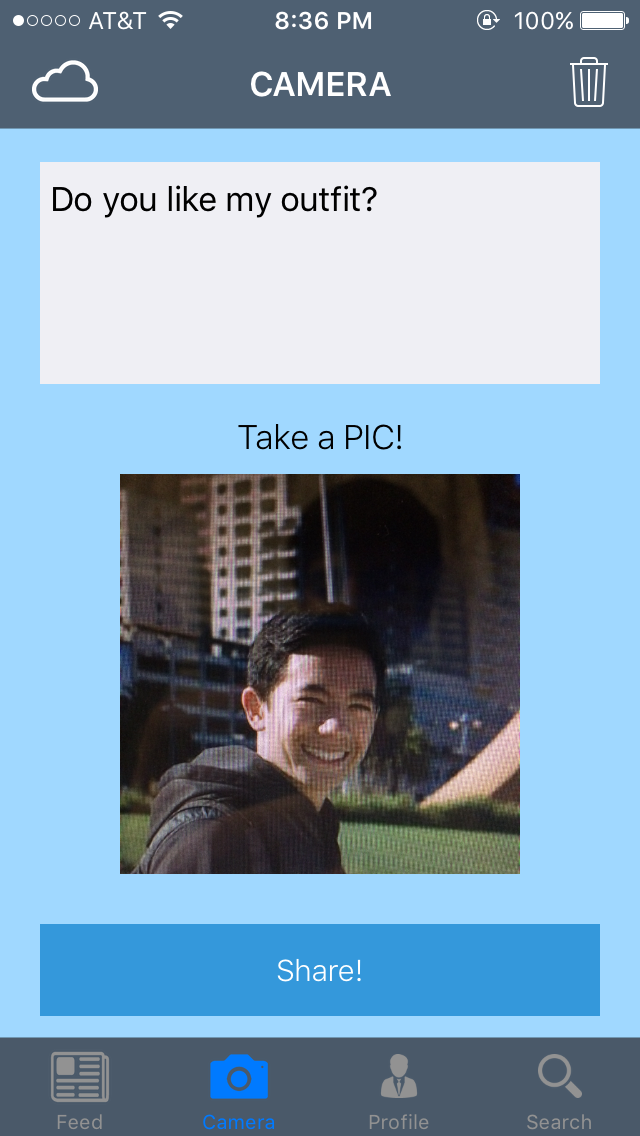 AT&T 8:36 PM 100%
CAMERA
Do you like my outfit?
Take a PIC!
Share!
Feed Camera Profile Search